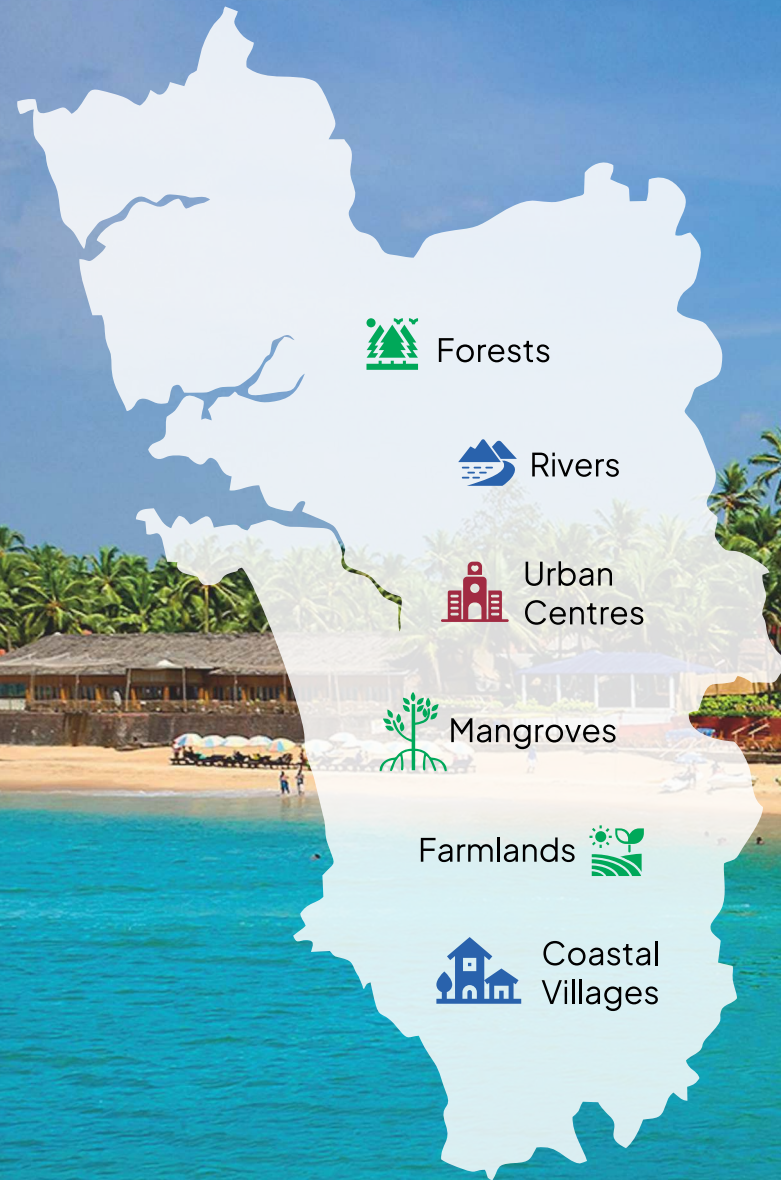 Forests
Rivers
Urban
Centres
Mangroves
Farmlands
Coastal
Villages